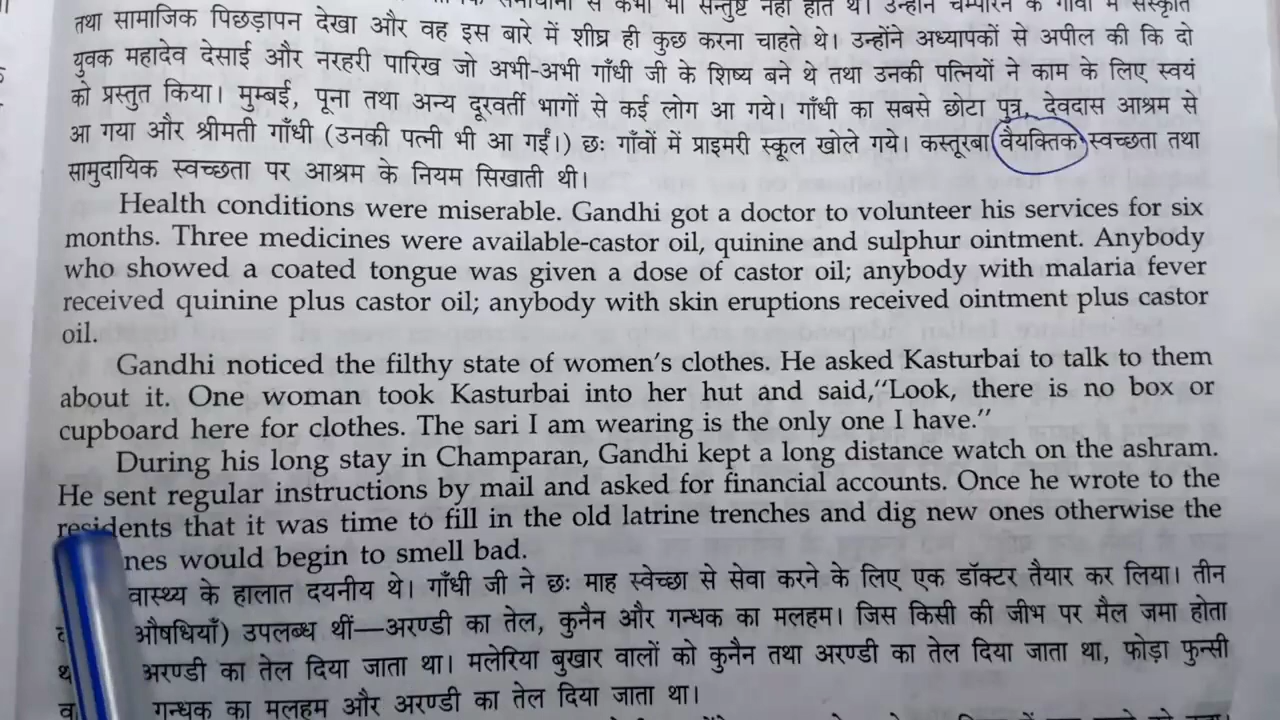 से कभी भी सन्तुष्ट नहीं होते थे। उन्होंने चम्पारन के गाँवों में संस्कृति
तथा सामाजिक पिछड़ापन देखा और वह इस बारे में शीघ्र ही कुछ करना चाहते थे। उन्होंने अध्यापकों से अपील की कि दो
युवक महादेव देसाई और नरहरी पारिख जो अभी-अभी गाँधी जी के शिष्य बने थे तथा उनकी पत्नियों ने काम के लिए स्वयं
को प्रस्तुत किया। मुम्बई, पूना तथा अन्य दूरवर्ती भागों से कई लोग आ गये। गाँधी का सबसे छोटा पुत्र, देवदास आश्रम से
आ गया और श्रीमती गाँधी (उनकी पत्नी भी आ गईं।) छः गाँवों में प्राइमरी स्कूल खोले गये। कस्तूरबा वैयक्तिक स्वच्छता तथा
सामुदायिक स्वच्छता पर आश्रम के नियम सिखाती थी।
Health conditions were miserable. Gandhi got a doctor to volunteer his services for six
months. Three medicines were available-castor oil, quinine and sulphur ointment. Anybody
who showed a coated tongue was given a dose of castor oil; anybody with malaria fever
received quinine plus castor oil; anybody with skin eruptions received ointment plus castor
oil.
Gandhi noticed the filthy state of women's clothes. He asked Kasturbai to talk to them
about it. One woman took Kasturbai into her hut and said,"Look, there is no box or
cupboard here for clothes. The sari I am wearing is the only one I have."
During his long stay in Champaran, Gandhi kept a long distance watch on the ashram.
He sent regular instructions by mail and asked for financial accounts. Once he wrote to the
residents that it was time to fill in the old latrine trenches and dig new ones otherwise the
nes would begin to smell bad.
वास्थ्य के हालात दयनीय थे। गाँधी जी ने छः माह स्वेच्छा से सेवा करने के लिए एक डॉक्टर तैयार कर लिया। तीन
औषधियाँ) उपलब्ध थीं—अरण्डी का तेल, कुनैन और गन्धक का मलहम। जिस किसी की जीभ पर मैल जमा होता
अरण्डी का तेल दिया जाता था। मलेरिया बुखार वालों को कुनैन तथा अरण्डी का तेल दिया जाता था, फोड़ा फुन्सी
गन्धक का मलहम और अरण्डी का तेल दिया जाता था।